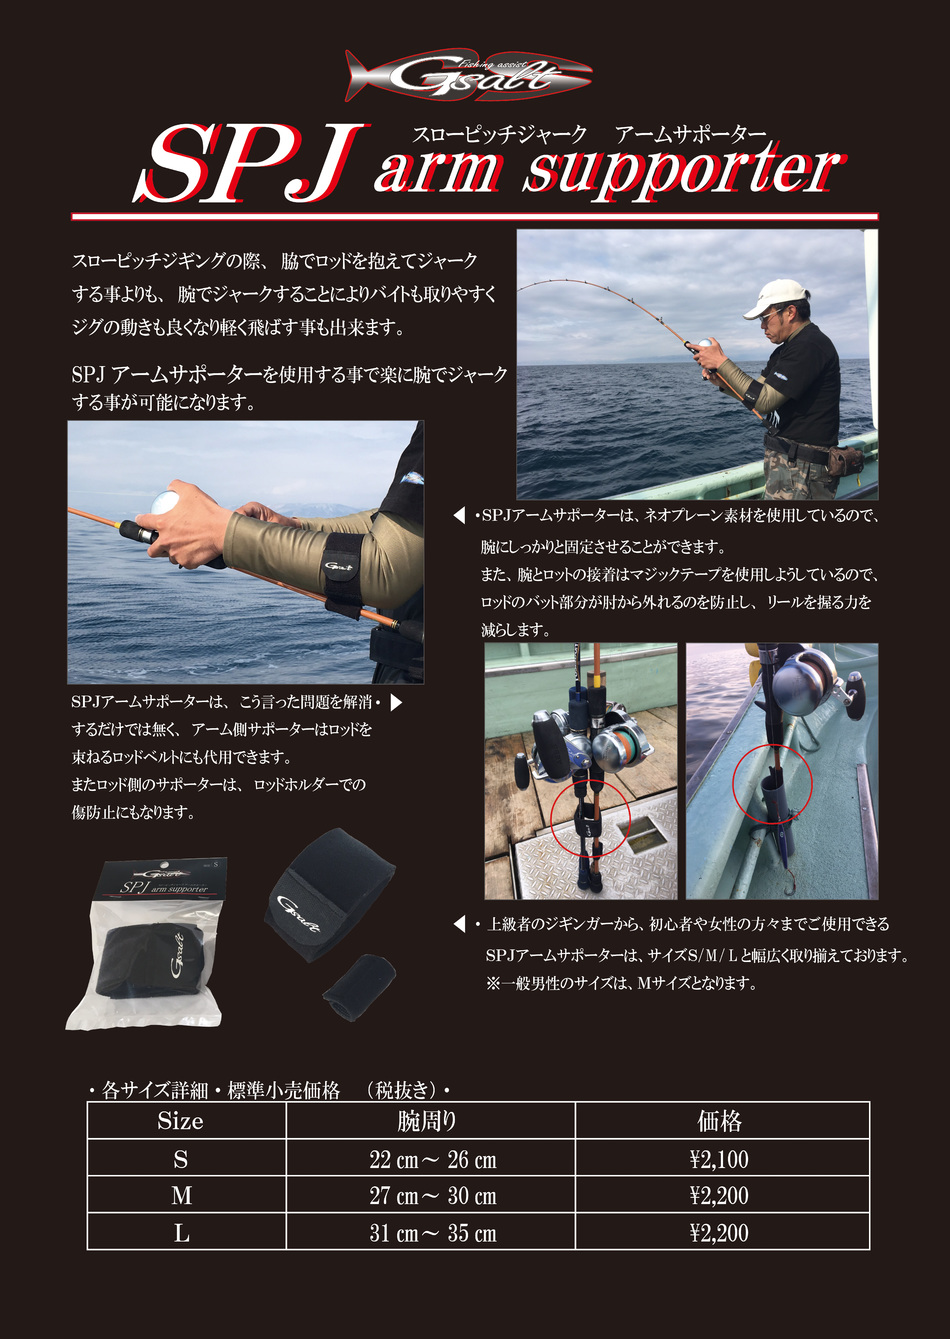 Fishing assist
Gsalt
スローピッチジャーク アームサポーター
SPJ arm supporter
スローピッチジギングの際、脇でロッドを抱えてジャーク
する事よりも、腕でジャークすることによりバイトも取りやすく
ジグの動きも良くなり軽く飛ばす事も出来ます。
SPJ アームサポーターを使用する事で楽に腕でジャーク
する事が可能になります。
・SPJアームサポーターは、ネオプレーン素材を使用しているので、
腕にしっかりと固定させることができます。
また、腕とロットの接着はマジックテープを使用しようしているので、
ロッドのバット部分が肘から外れるのを防止し、リールを握る力を
減らします。
SPJアームサポーターは、こう言った問題を解消・
するだけでは無く、アーム側サポーターはロッドを
束ねるロッドベルトにも代用できます。
またロッド側のサポーターは、ロッドホルダーでの
傷防止にもなります。
Gsalt
S
SPJ arm supporter
Gsalt
Gsalt
・上級者のジギンガーから、初心者や女性の方々までご使用できる
SPJアームサポーターは、サイズS/M/Lと幅広く取り揃えております。
※一般男性のサイズは、Mサイズとなります。
・各サイズ詳細・標準小売価格 （税抜き）・
Size 腕周り 価格
S 22㎝～26㎝ ¥2,100
M 27㎝～30㎝ ¥2,200
L 31㎝～35㎝ ¥2,200